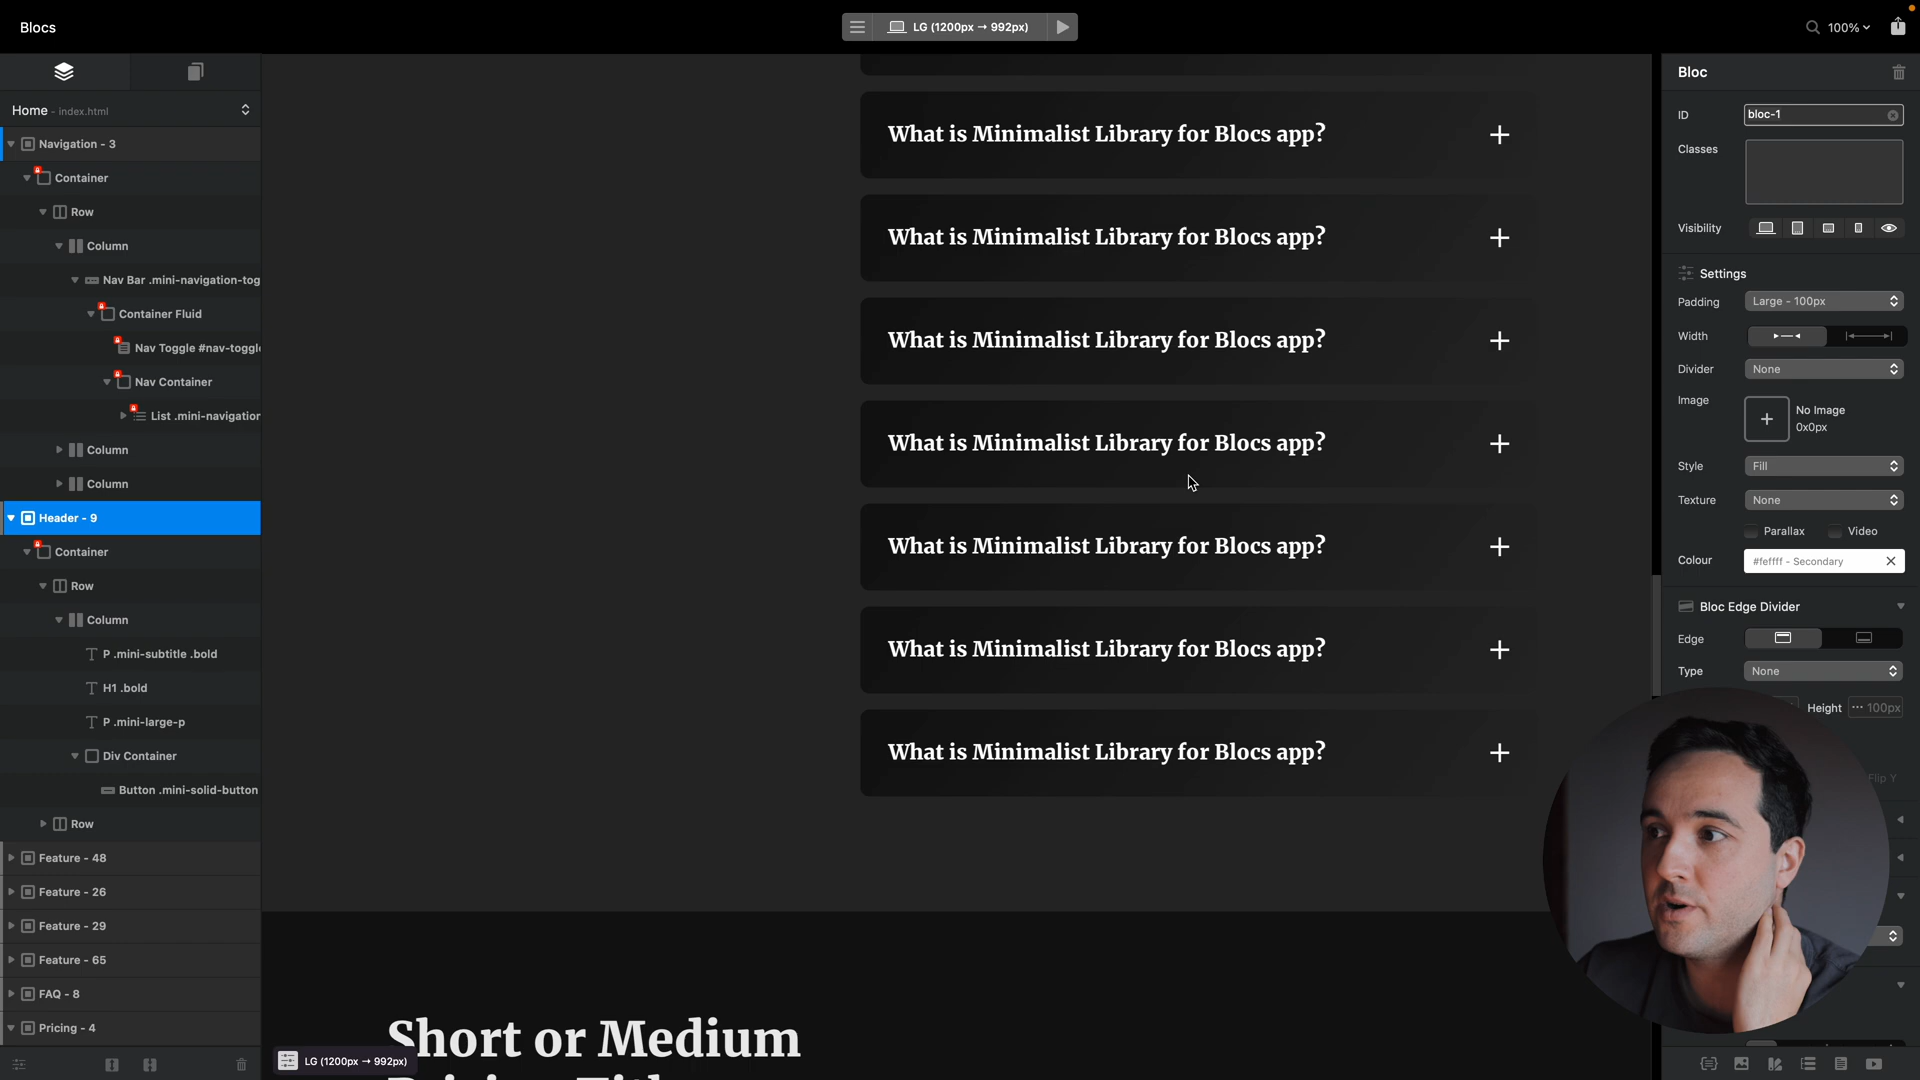 Blocs
LG (1200px → 992px)
100%
Home - index.html
Navigation - 3
Container
Row
Column
Nav Bar .mini-navigation-tog
Container Fluid
Nav Toggle #nav-toggle
Nav Container
List .mini-navigation
Column
Column
Header - 9
Container
Row
Column
P .mini-subtitle .bold
H1 .bold
P .mini-large-p
Div Container
Button .mini-solid-button
Row
Feature - 48
Feature - 26
Feature - 29
Feature - 65
FAQ - 8
Pricing - 4
What is Minimalist Library for Blocs app?
What is Minimalist Library for Blocs app?
What is Minimalist Library for Blocs app?
What is Minimalist Library for Blocs app?
What is Minimalist Library for Blocs app?
What is Minimalist Library for Blocs app?
What is Minimalist Library for Blocs app?
Short or Medium
LG (1200px → 992px)
Bloc
ID bloc-1
Classes
Visibility
Settings
Padding Large - 100px
Width
Divider None
Image No Image
0x0px
Style Fill
Texture None
Parallax Video
Colour #feffff - Secondary
Bloc Edge Divider
Edge
Type None
Height 100px
Flip Y